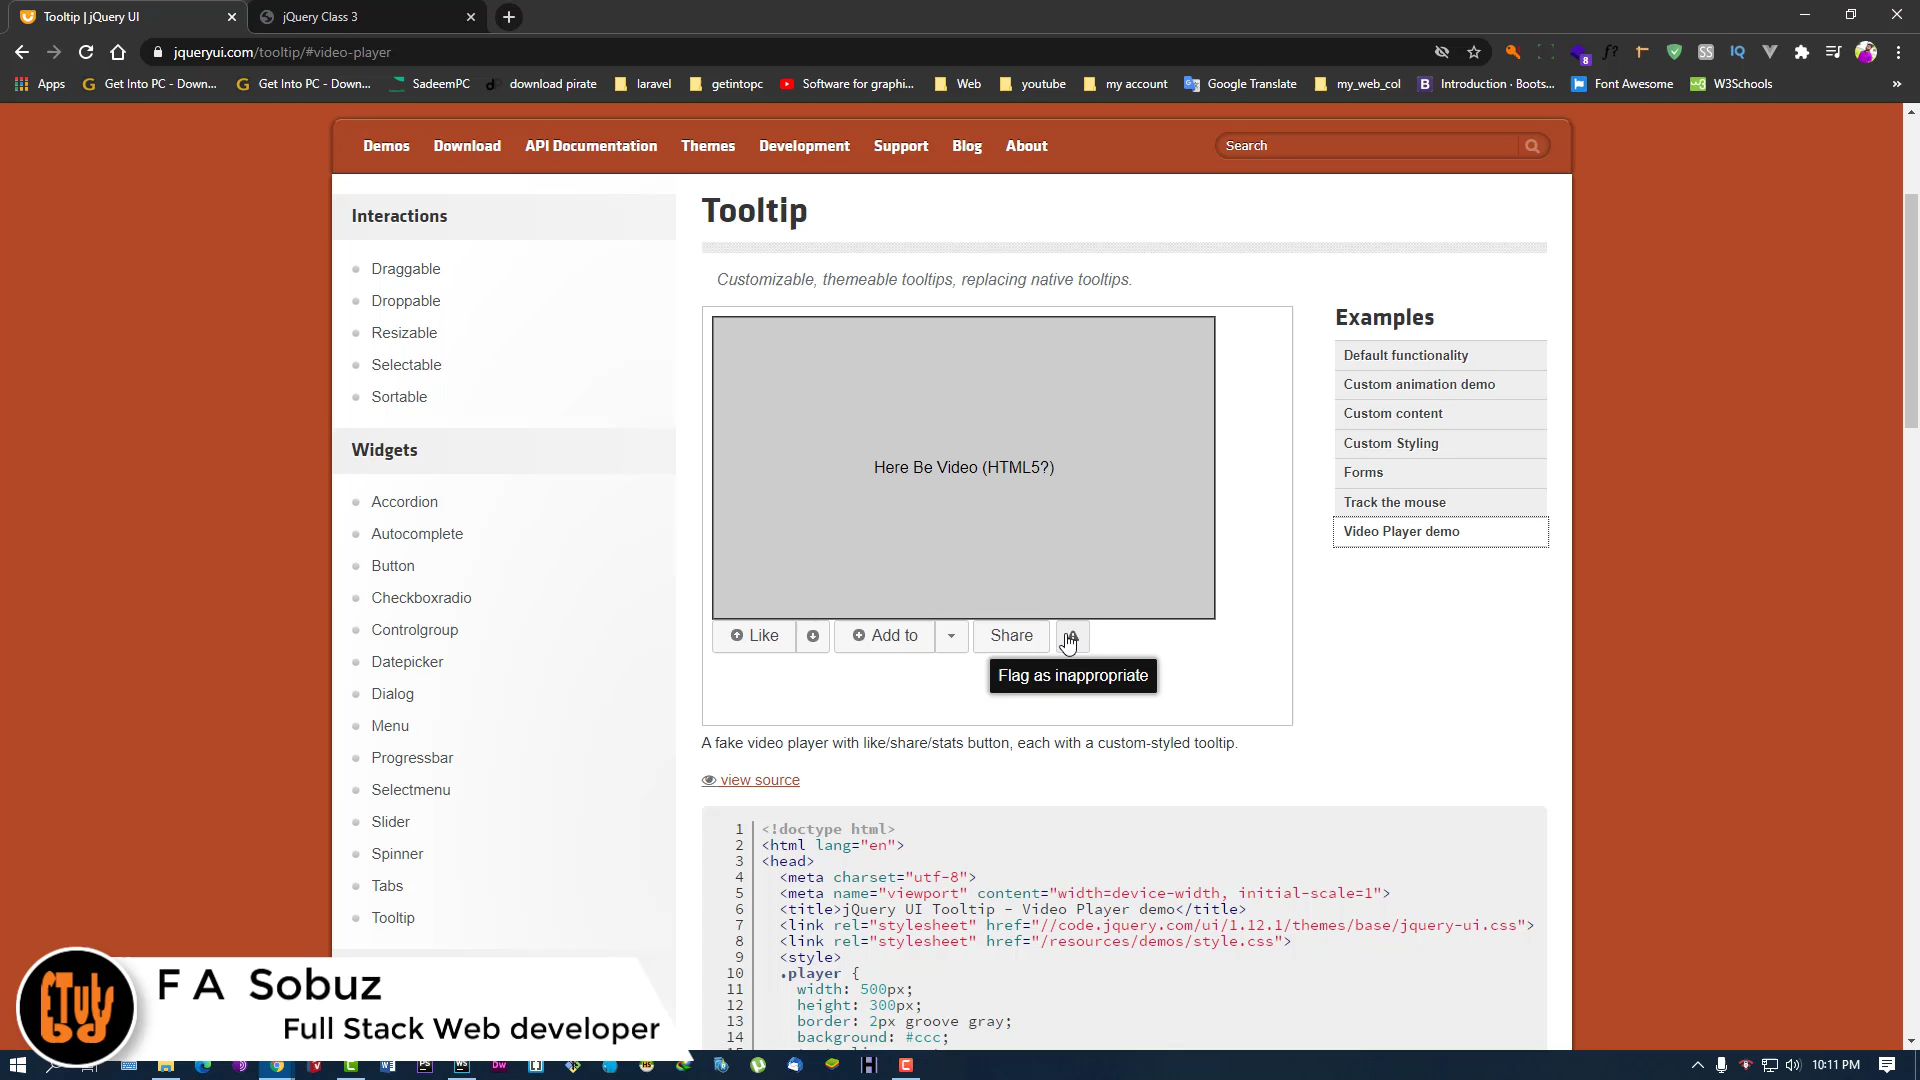 Tooltip | jQuery UI
jQuery Class 3
jqueryui.com/tooltip/#video-player
8
Apps
Get Into PC - Down...
Get Into PC - Down...
SadeemPC
download pirate
laravel
getintopc
Software for graphi...
Web
youtube
my account
Google Translate
my_web_col
Introduction · Boots...
Font Awesome
W3Schools
Demos
Download
API Documentation
Themes
Development
Support
Blog
About
Search
Interactions
Draggable
Droppable
Resizable
Selectable
Sortable
Widgets
Accordion
Autocomplete
Button
Checkboxradio
Controlgroup
Datepicker
Dialog
Menu
Progressbar
Selectmenu
Slider
Spinner
Tabs
Tooltip
Tooltip
Customizable, themeable tooltips, replacing native tooltips.
Here Be Video (HTML5?)
Like
Add to
Share
Flag as inappropriate
A fake video player with like/share/stats button, each with a custom-styled tooltip.
view source
Examples
Default functionality
Custom animation demo
Custom content
Custom Styling
Forms
Track the mouse
Video Player demo
1 <!doctype html>
2 <html lang="en">
3 <head>
4 <meta charset="utf-8">
5 <meta name="viewport" content="width=device-width, initial-scale=1">
6 <title>jQuery UI Tooltip - Video Player demo</title>
7 <link rel="stylesheet" href="//code.jquery.com/ui/1.12.1/themes/base/jquery-ui.css">
8 <link rel="stylesheet" href="/resources/demos/style.css">
9 <style>
10 .player {
11 width: 500px;
12 height: 300px;
13 border: 2px groove gray;
14 background: #ccc;
F A Sobuz
Full Stack Web developer
10:11 PM